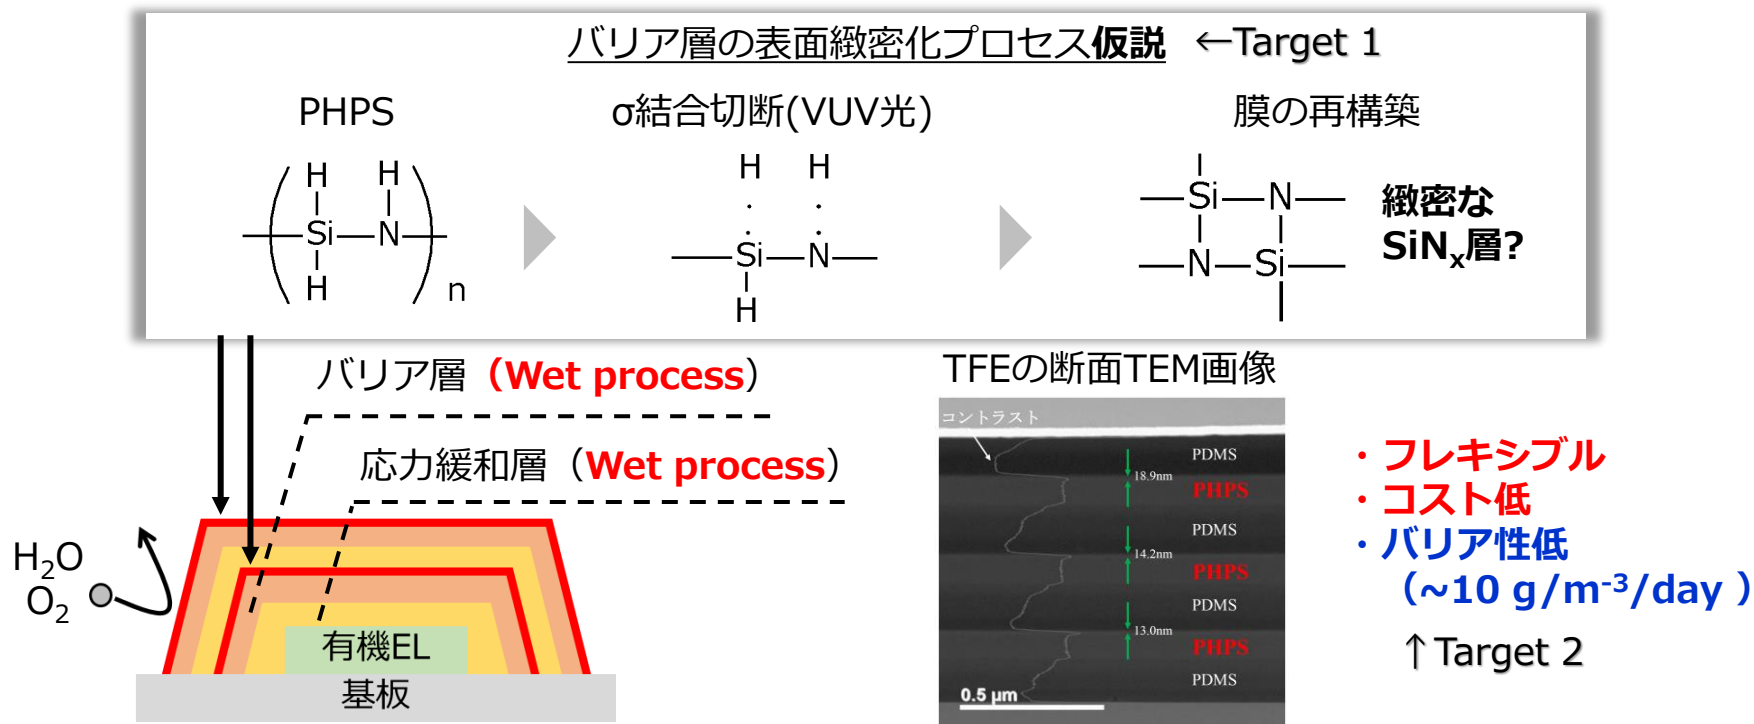 バリア層の表面緻密化プロセス仮説 ←Target 1
PHPS
σ結合切断(VUV光)
膜の再構築
H H
Si N
H
n
H H
Si N
H
Si N
N Si
緻密な
SiNx層?
バリア層（Wet process）
応力緩和層（Wet process）
H2O
O2
有機EL
基板
TFEの断面TEM画像
コントラスト
PDMS
18.9nm
PHPS
PDMS
14.2nm
PHPS
PDMS
13.0nm
PHPS
PDMS
0.5 μm
・フレキシブル
・コスト低
・バリア性低
（~10 g/m-3/day ）
↑Target 2